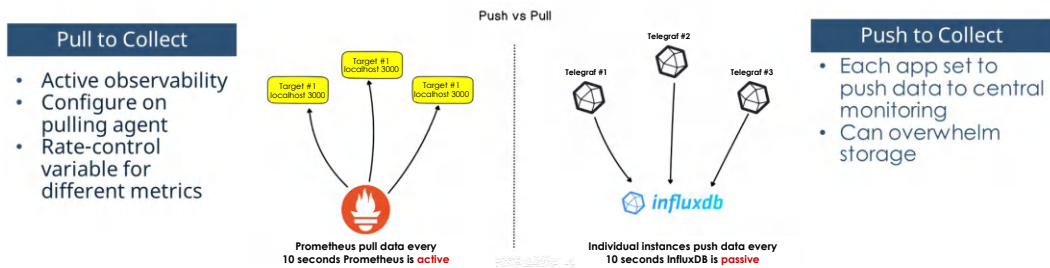 Push vs Pull
Pull to Collect
• Active observability
• Configure on
pulling agent
• Rate-control
variable for
different metrics
Target #1
localhost 3000
Target #1
localhost 3000
Target #1
localhost 3000
Prometheus pull data every
10 seconds Prometheus is active
Telegraf #1
Telegraf #2
Telegraf #3
influxdb
Individual instances push data every
10 seconds InfluxDB is passive
Push to Collect
• Each app set to
push data to central
monitoring
• Can overwhelm
storage